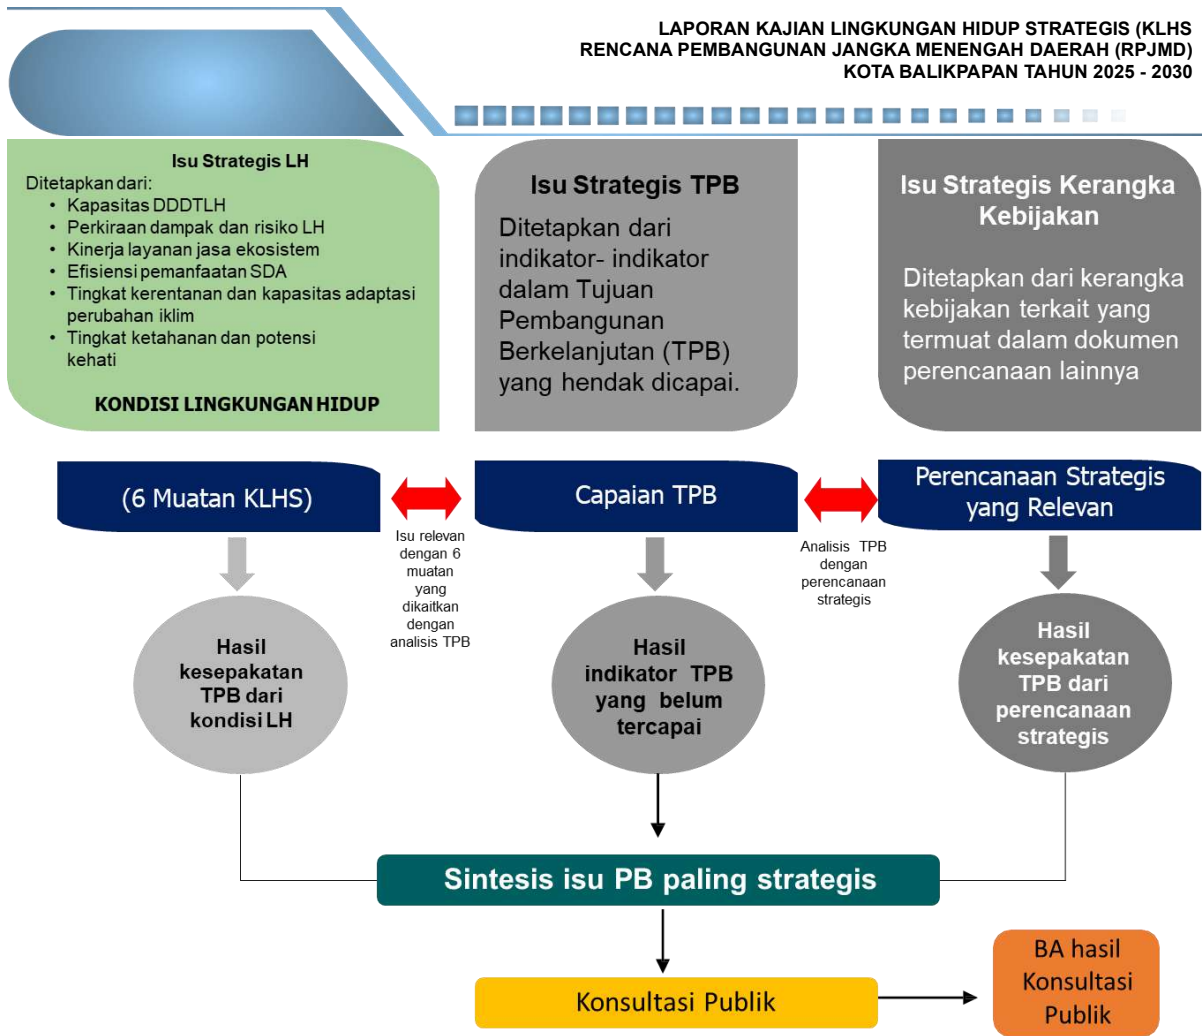 LAPORAN KAJIAN LINGKUNGAN HIDUP STRATEGIS (KLHS
RENCANA PEMBANGUNAN JANGKA MENENGAH DAERAH (RPJMD)
KOTA BALIKPAPAN TAHUN 2025 - 2030
Isu Strategis LH
Ditetapkan dari:
• Kapasitas DDDTLH
• Perkiraan dampak dan risiko LH
• Kinerja layanan jasa ekosistem
• Efisiensi pemanfaatan SDA
• Tingkat kerentanan dan kapasitas adaptasi
perubahan iklim
• Tingkat ketahanan dan potensi
kehati
KONDISI LINGKUNGAN HIDUP
Isu Strategis TPB
Ditetapkan dari
indikator- indikator
dalam Tujuan
Pembangunan
Berkelanjutan (TPB)
yang hendak dicapai.
Isu Strategis Kerangka
Kebijakan
Ditetapkan dari kerangka
kebijakan terkait yang
termuat dalam dokumen
perencanaan lainnya
(6 Muatan KLHS)
Isu relevan
dengan 6
muatan
yang
dikaitkan
dengan
analisis TPB
Capaian TPB
Analisis TPB
dengan
perencanaan
strategis
Perencanaan Strategis
yang Relevan
Hasil
kesepakatan
TPB dari
kondisi LH
Hasil
indikator TPB
yang belum
tercapai
Hasil
kesepakatan
TPB dari
perencanaan
strategis
Sintesis isu PB paling strategis
Konsultasi Publik
BA hasil
Konsultasi
Publik